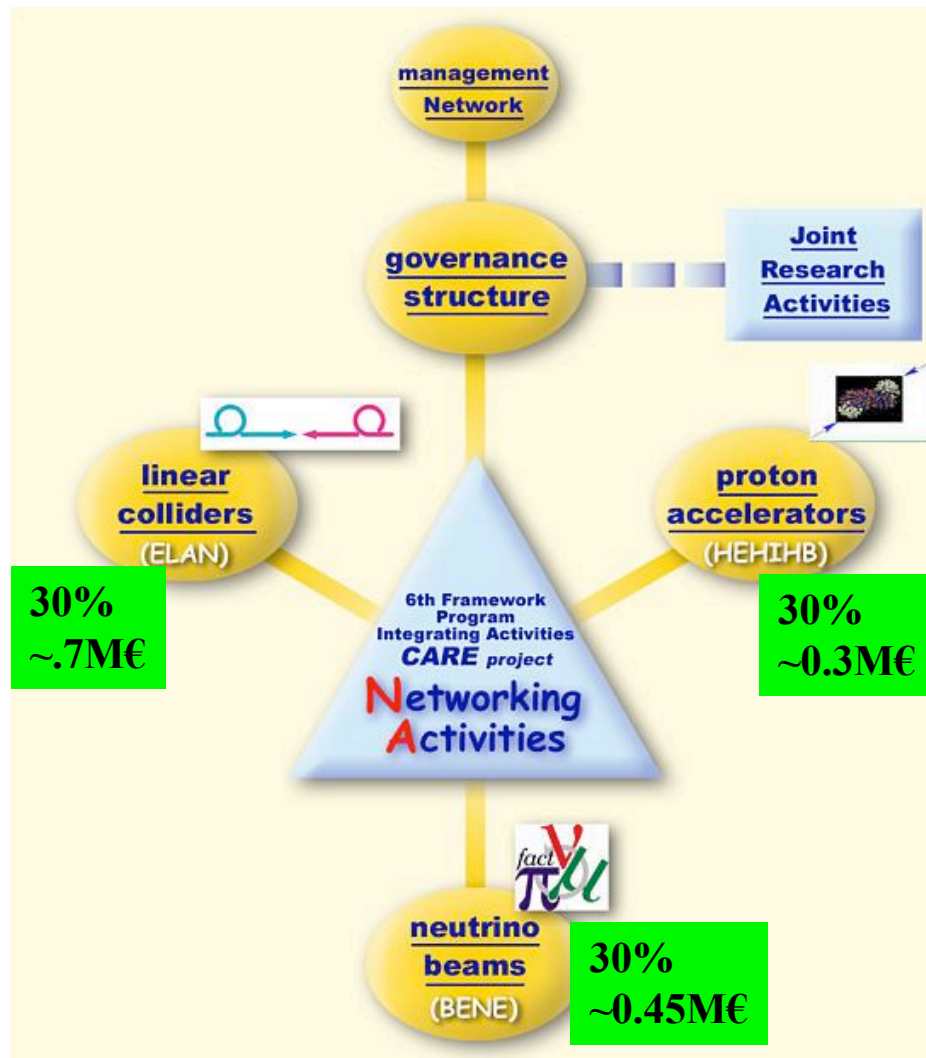 management
Network
governance
structure
Joint
Research
Activities
linear
colliders
(ELAN)
30%
~.7M€
proton
accelerators
(HEHIHB)
30%
~0.3M€
6th Framework
Program
Integrating Activities
CARE project
Networking
Activities
fact
νμ
π
neutrino
beams
(BENE)
30%
~0.45M€